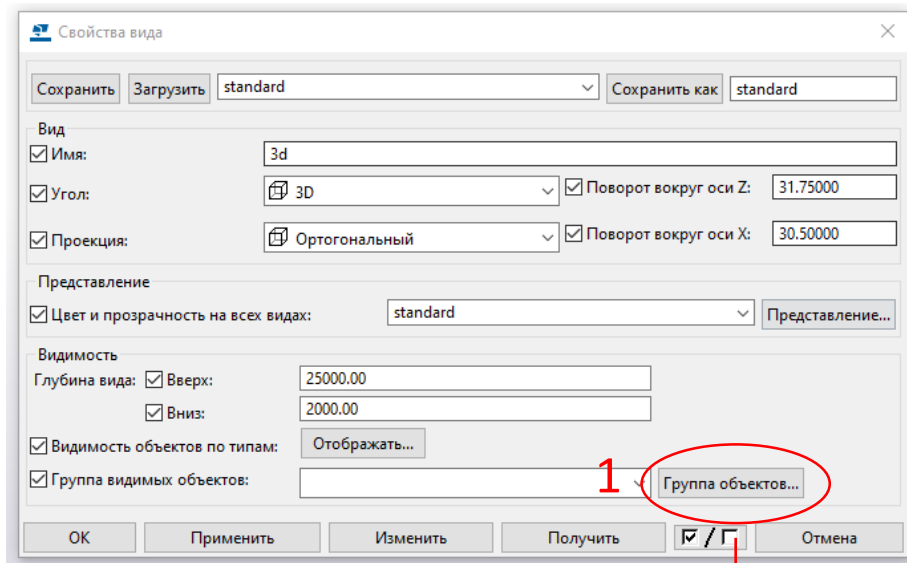 Свойства вида
Сохранить Загрузить standard Сохранить как standard
Вид
Имя: 3d
Угол: 3D Поворот вокруг оси Z: 31.75000
Проекция: Ортогональный Поворот вокруг оси X: 30.50000
Представление
Цвет и прозрачность на всех видах: standard Представление...
Видимость
Глубина вида: Вверх: 25000.00
Вниз: 2000.00
Видимость объектов по типам: Отображать...
Группа видимых объектов: 1 Группа объектов...
ОК Применить Изменить Получить / Отмена